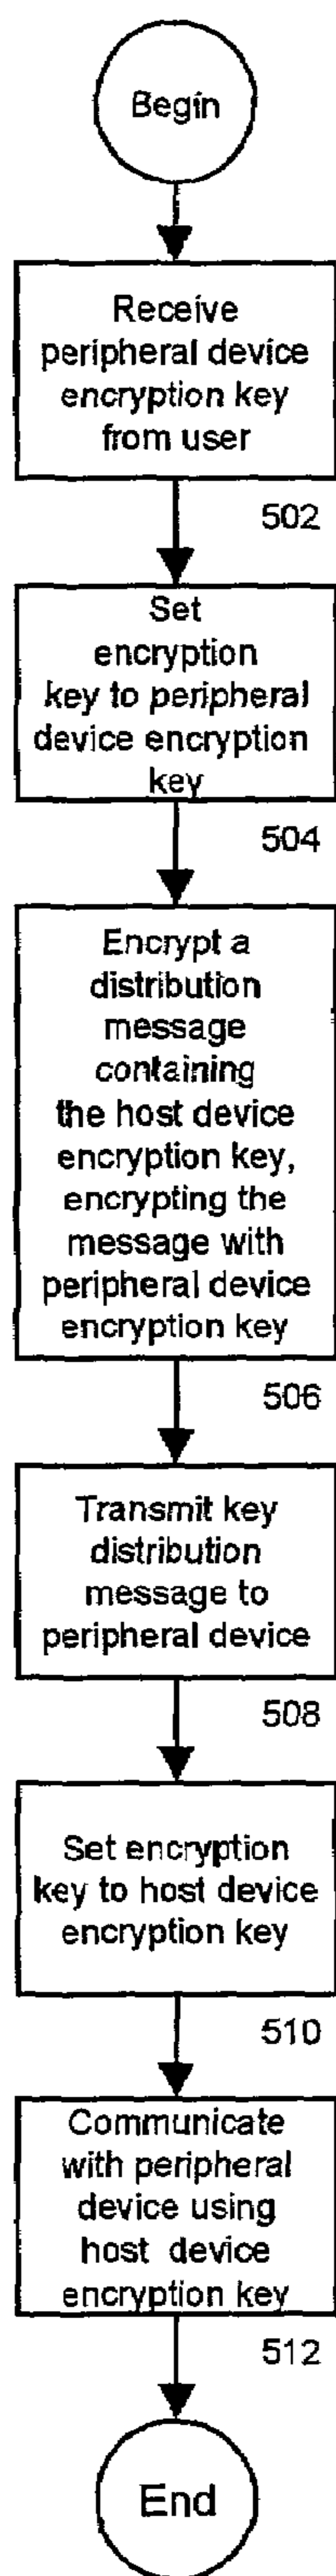 Begin
Receive
peripheral device
encryption key
from user
502
Set
encryption
key to peripheral
device encryption
key
504
Encrypt a
distribution
message
containing
the host device
encryption key,
encrypting the
message with
peripheral device
encryption key
506
Transmit key
distribution
message to
peripheral device
508
Set encryption
key to host device
encryption key
510
Communicate
with peripheral
device using
host device
encryption key
512
End